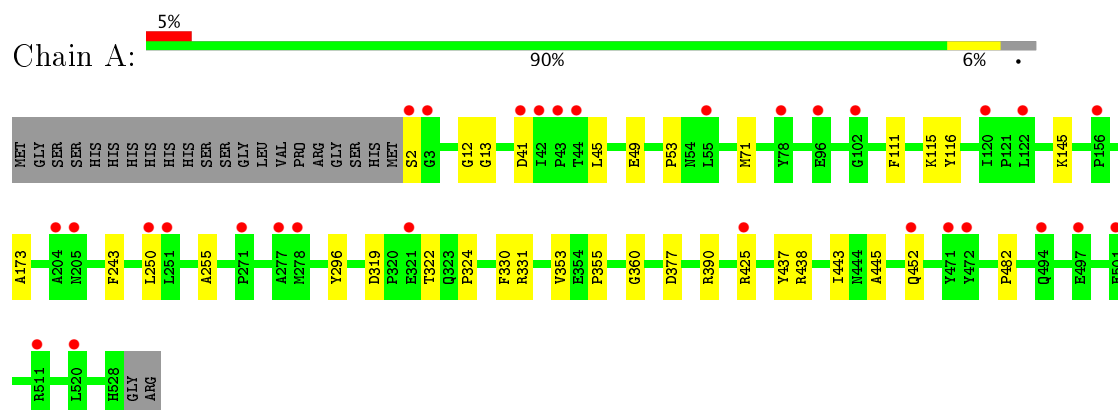 5%
Chain A:
90% 6% •
MET GLY SER SER HIS HIS HIS HIS HIS HIS SER SER GLY LEU VAL PRO ARG GLY SER HIS MET S2 G3 G12 G13 D41 I42 P43 T44 L45 E49 P53 N54 L55 M71 Y78 E96 G102 F111 K115 Y116 I120 P121 L122 K145 P156
A173 A204 N205 F243 L250 L251 A255 P271 A277 M278 Y296 D319 P320 E321 T322 Q323 P324 F330 R331 V353 E354 P355 G360 D377 R390 R425 Y437 R438 I443 N444 A445 Q452 Y471 Y472 P482 Q494 E497
R511 L520 H528 GLY ARG